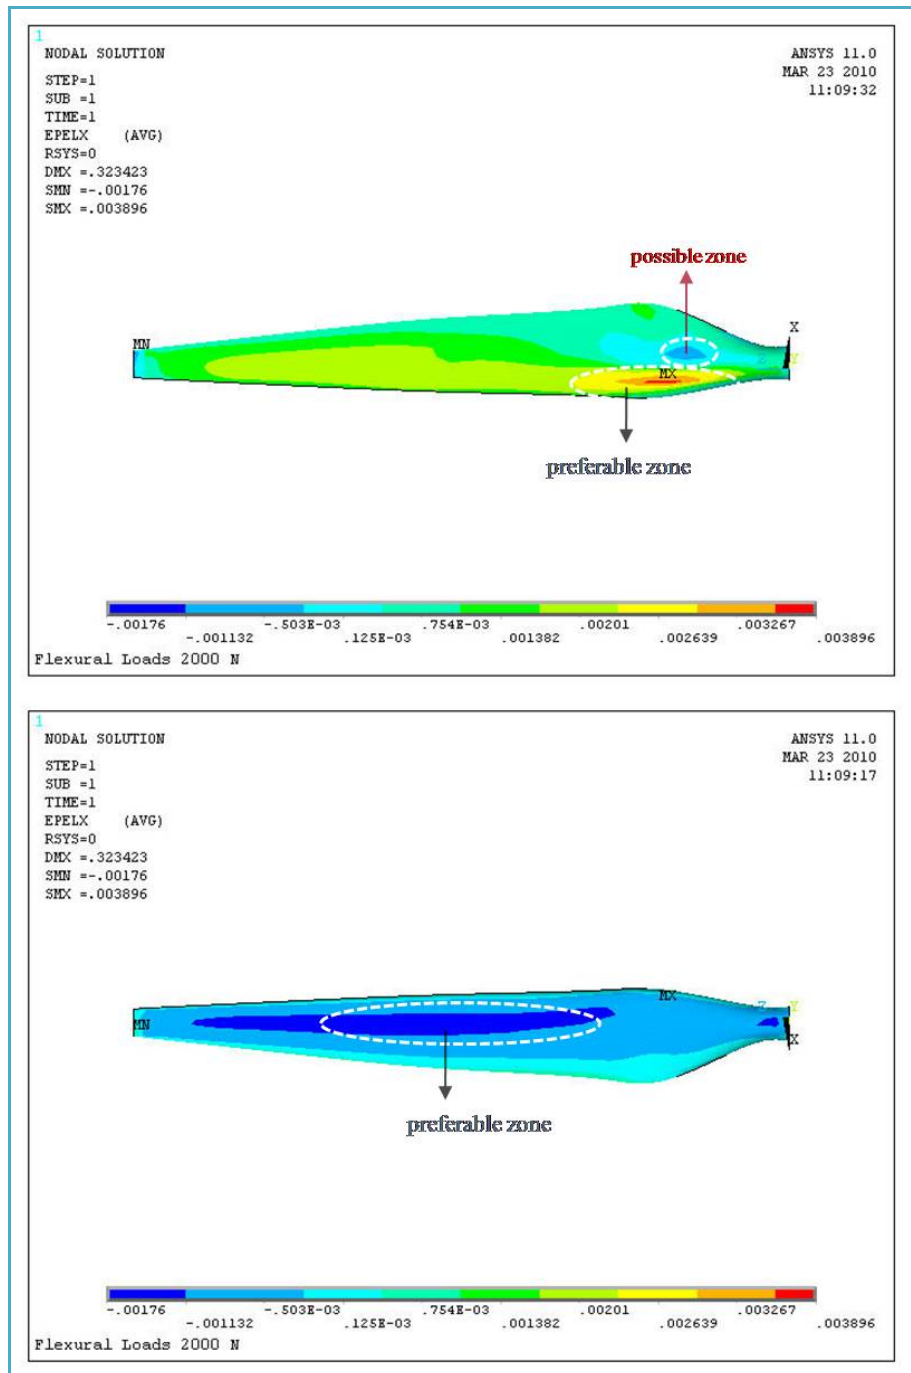 1
NODAL SOLUTION
STEP=1
SUB =1
TIME=1
EPELX (AVG)
RSYS=0
DMX =.323423
SMN =-.00176
SMX =.003896
ANSYS 11.0
MAR 23 2010
11:09:32
possible zone
X
MN
Z Y
MX
preferable zone
-.00176 -.503E-03 .754E-03 .00201 .003267
-.001132 .125E-03 .001382 .002639 .003896
Flexural Loads 2000 N
1
NODAL SOLUTION
STEP=1
SUB =1
TIME=1
EPELX (AVG)
RSYS=0
DMX =.323423
SMN =-.00176
SMX =.003896
ANSYS 11.0
MAR 23 2010
11:09:17
MX
Z Y
MN
X
preferable zone
-.00176 -.503E-03 .754E-03 .00201 .003267
-.001132 .125E-03 .001382 .002639 .003896
Flexural Loads 2000 N